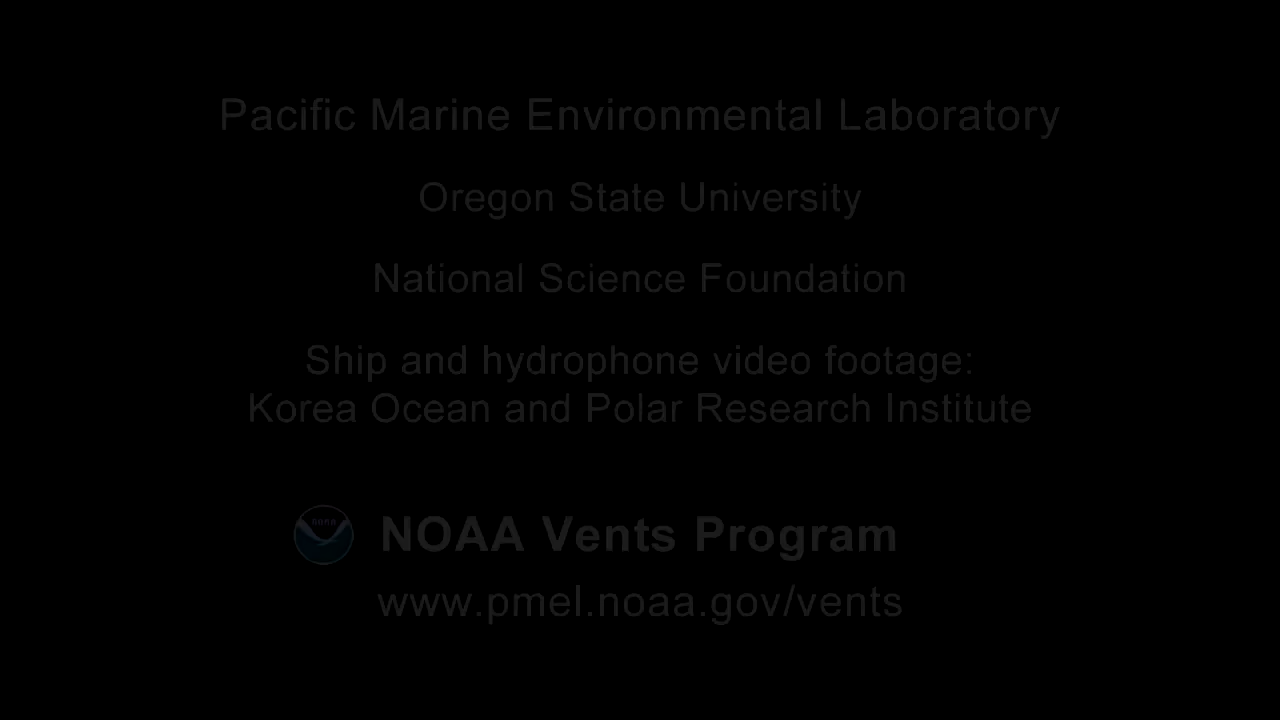 Pacific Marine Environmental Laboratory
Oregon State University
National Science Foundation
Ship and hydrophone video footage:
Korea Ocean and Polar Research Institute
noaa
NOAA Vents Program
www.pmel.noaa.gov/vents